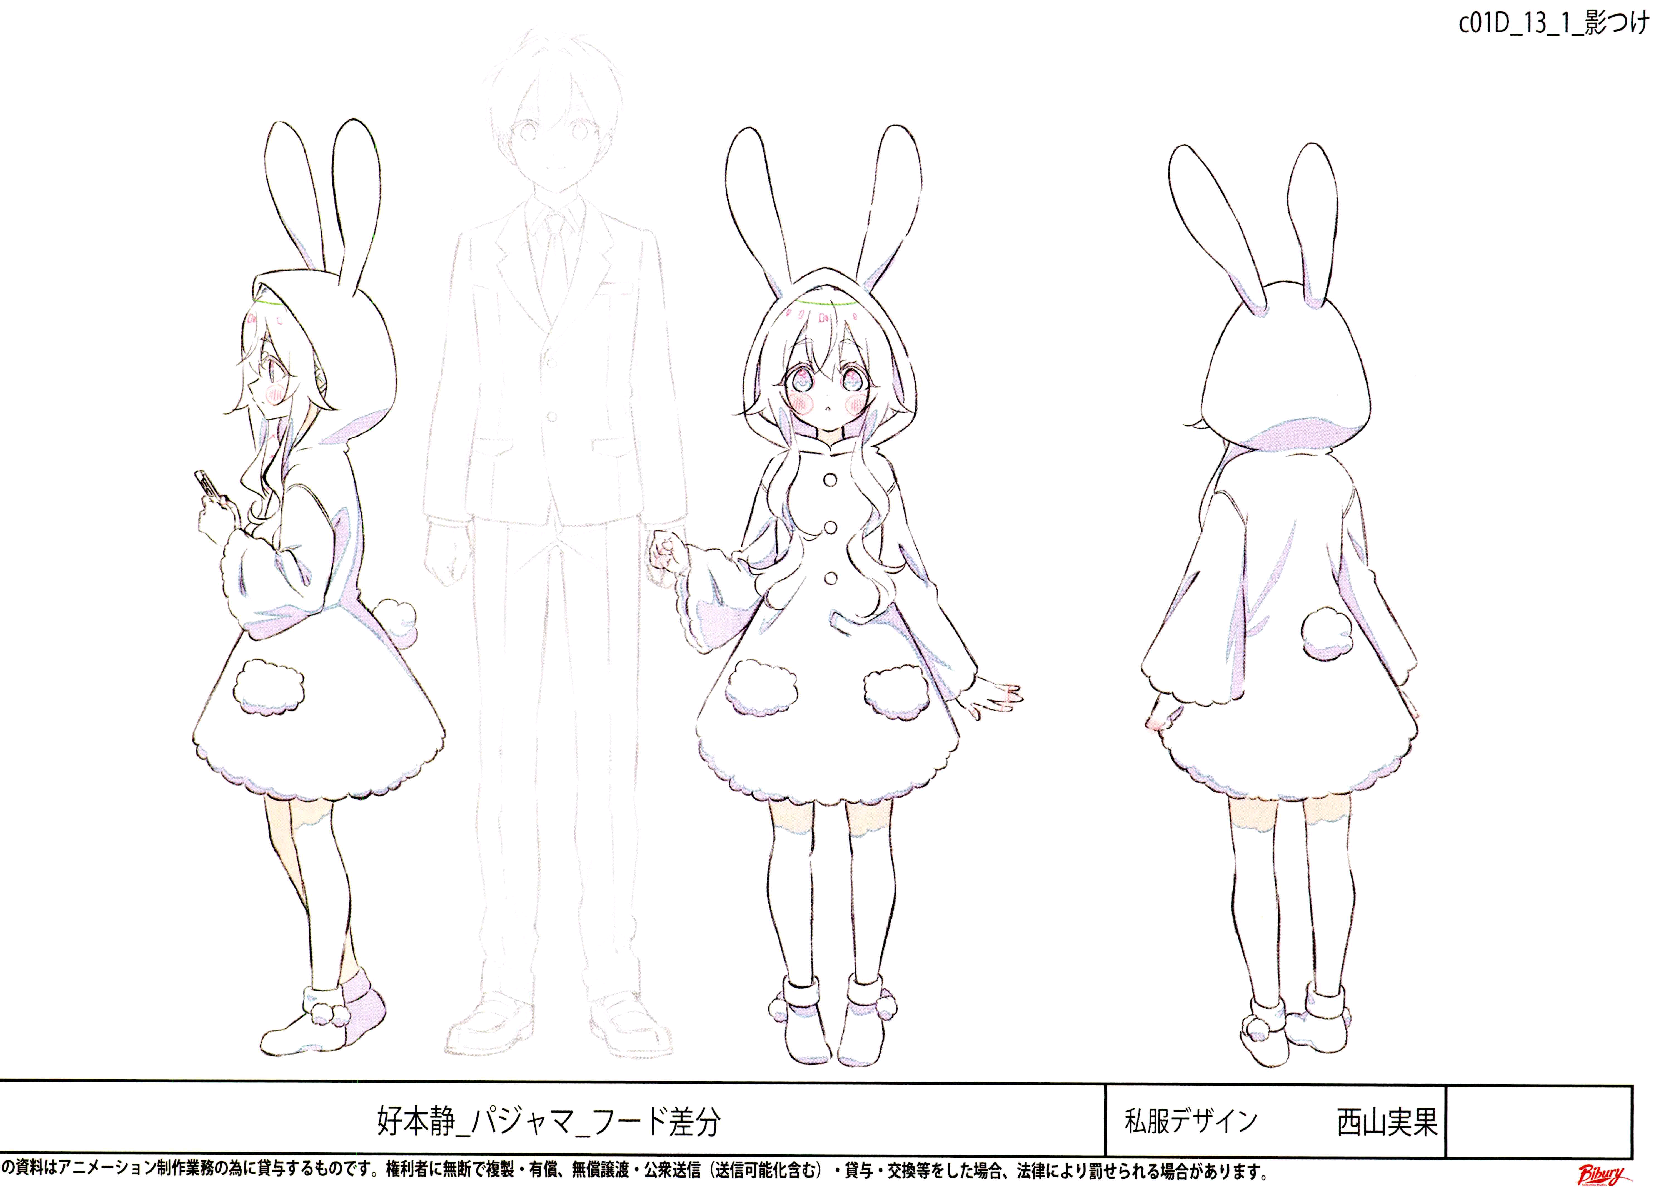 c01D_13_1_影つけ
好本静_パジャマ_フード差分
私服デザイン 西山実果
の資料はアニメーション制作業務の為に貸与するものです。権利者に無断で複製・有償、無償譲渡・公衆送信（送信可能化含む）・貸与・交換等をした場合、法律により罰せられる場合があります。
Bibury